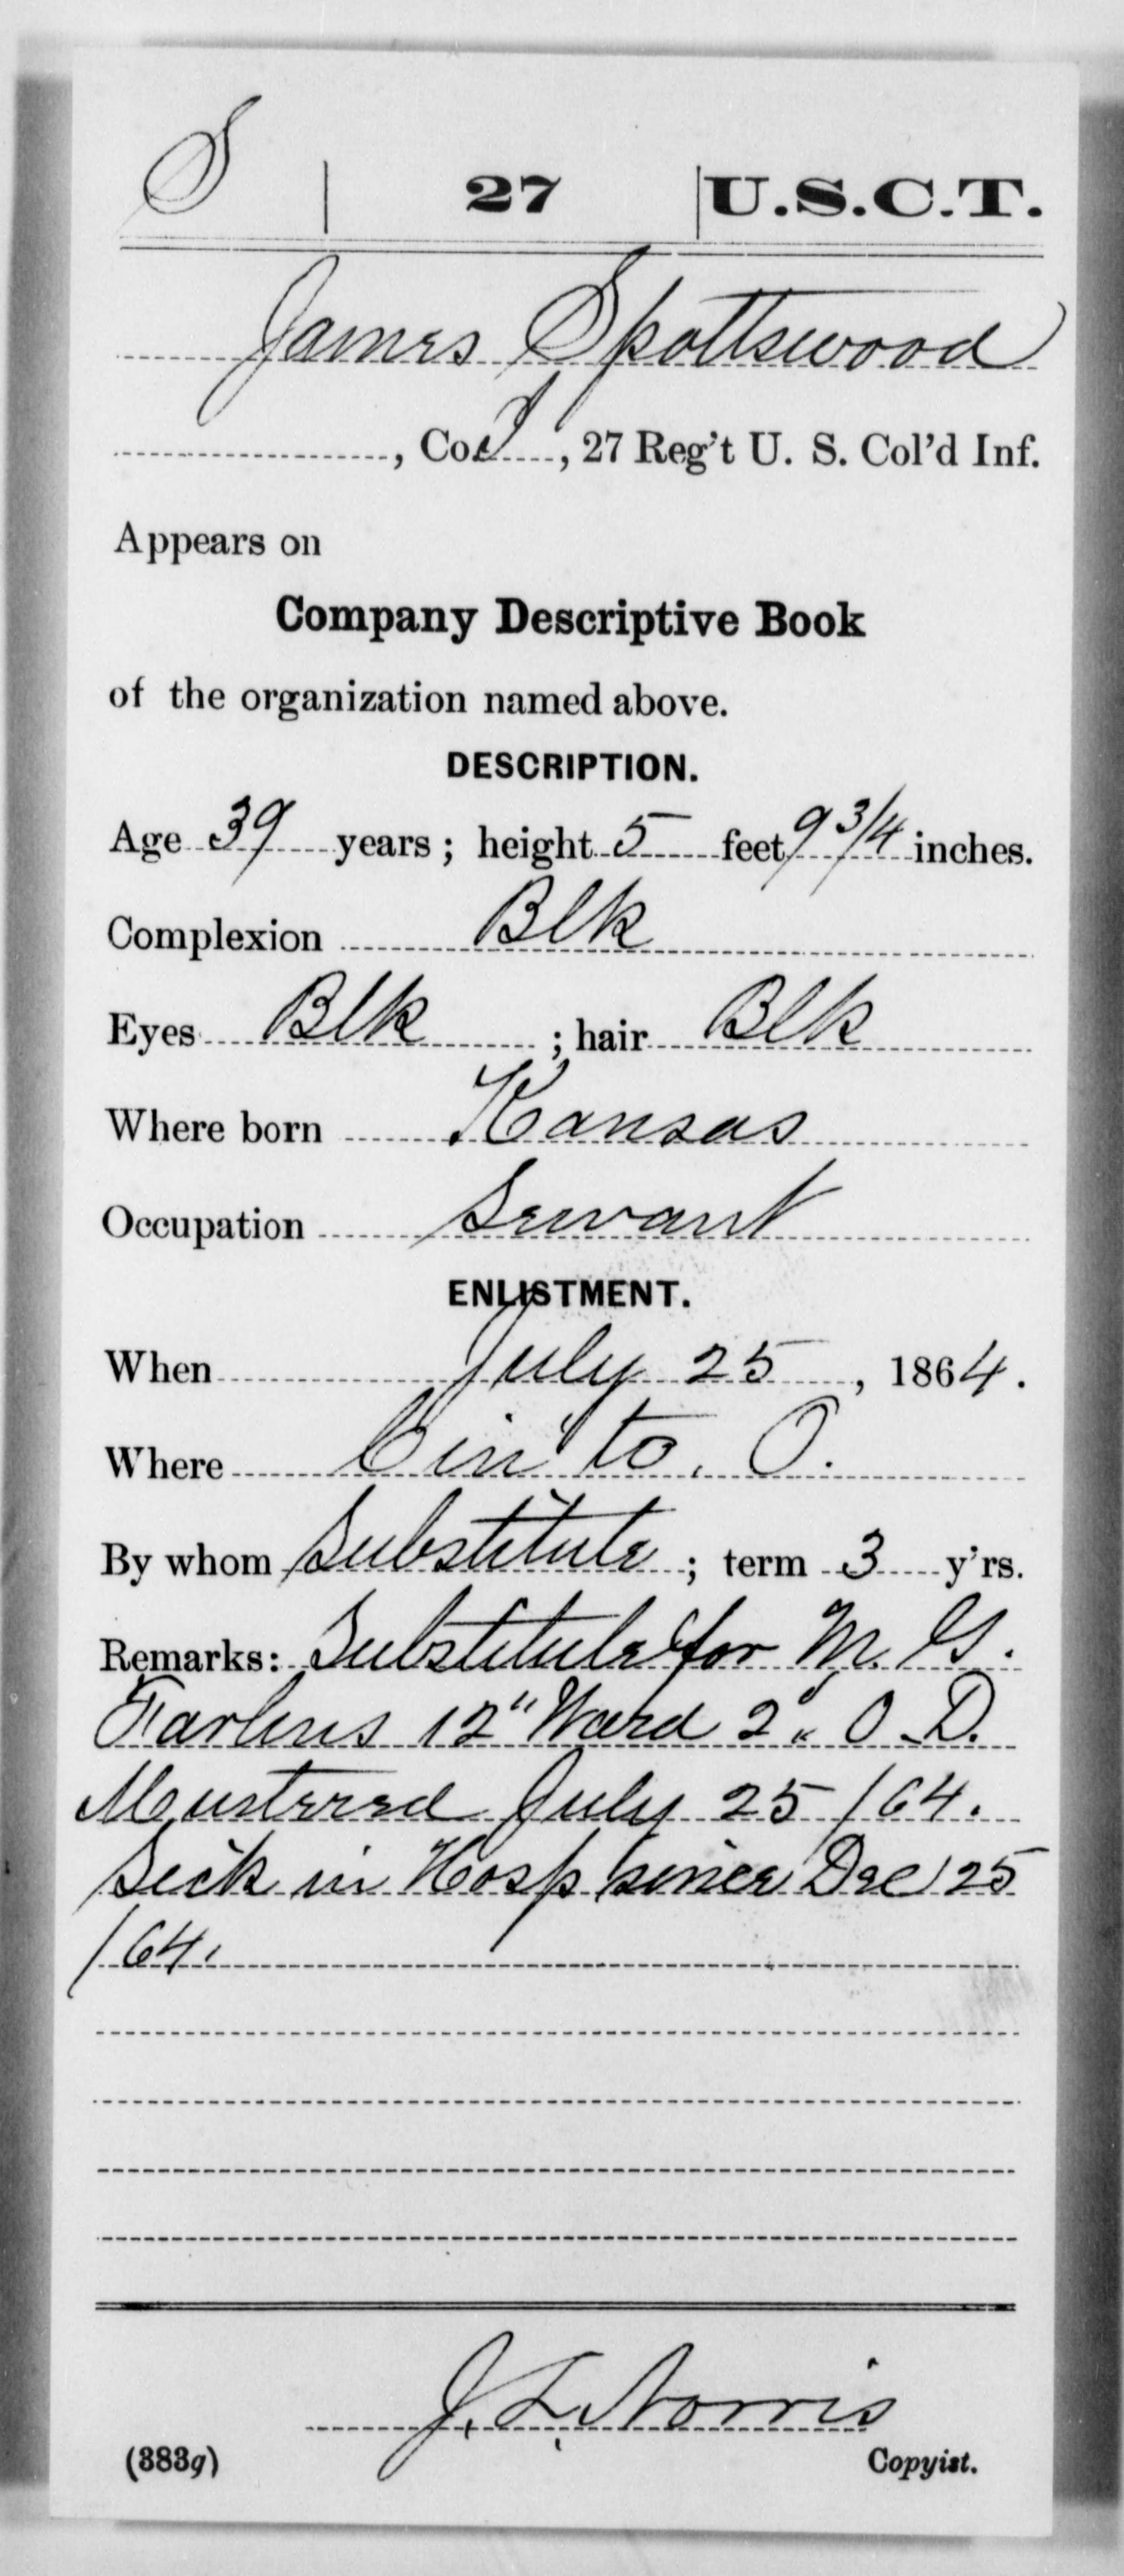 S | 27 | U.S.C.T.
James Spottswood
, Co. I, 27 Reg't U. S. Col'd Inf.
Appears on
Company Descriptive Book
of the organization named above.
DESCRIPTION.
Age 39 years; height 5 feet 9 3/4 inches.
Complexion Blk
Eyes Blk; hair Blk
Where born Kansas
Occupation Servant
ENLISTMENT.
When July 25, 1864.
Where Cin'to, O.
By whom Substitute; term 3 y'rs.
Remarks: Substitute for M. G.
12" Ward 2" O. D.
Mustered July 25/64.
Sick in Hosp since Dec 25
/64.
J. L. Norris
(383g) Copyist.